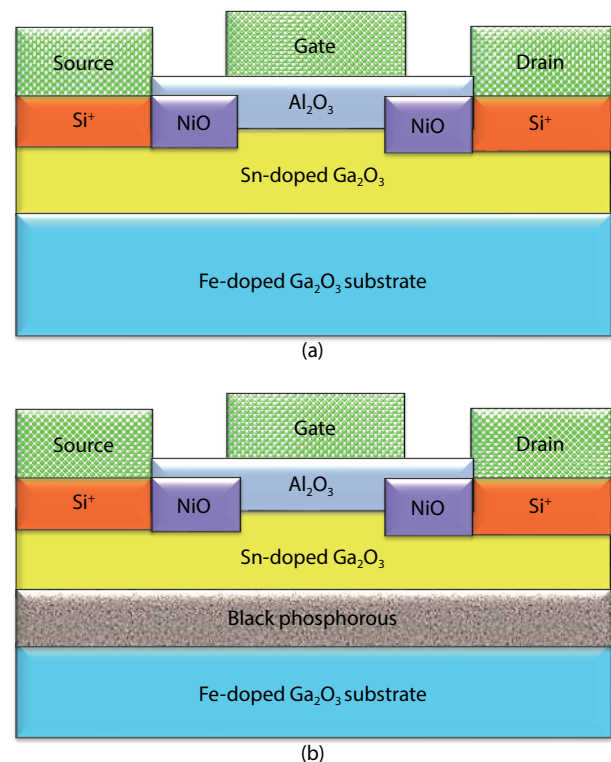 Source
Gate
Drain
Si⁺
NiO
Al₂O₃
NiO
Si⁺
Sn-doped Ga₂O₃
Fe-doped Ga₂O₃ substrate
(a)
Source
Gate
Drain
Si⁺
NiO
Al₂O₃
NiO
Si⁺
Sn-doped Ga₂O₃
Black phosphorous
Fe-doped Ga₂O₃ substrate
(b)